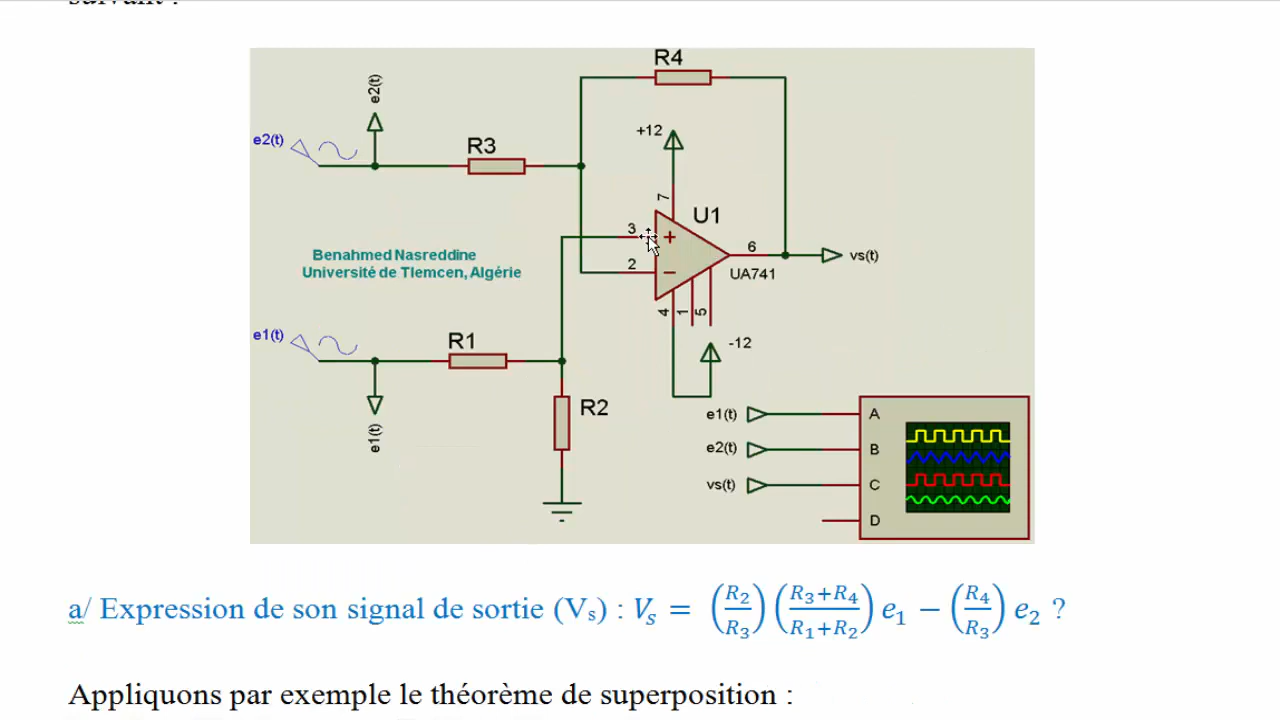 suivant :
R4
e2(t)
+12
e2(t)
R3
7
U1
3
+
6
vs(t)
Benahmed Nasreddine
2
−
Université de Tlemcen, Algérie
UA741
4
1
5
e1(t)
R1
-12
R2
e1(t)
A
e1(t)
e2(t)
B
vs(t)
C
D
a/ Expression de son signal de sortie (Vₛ) : Vₛ = (R₂/R₃) (R₃+R₄/R₁+R₂) e₁ − (R₄/R₃) e₂ ?
Appliquons par exemple le théorème de superposition :